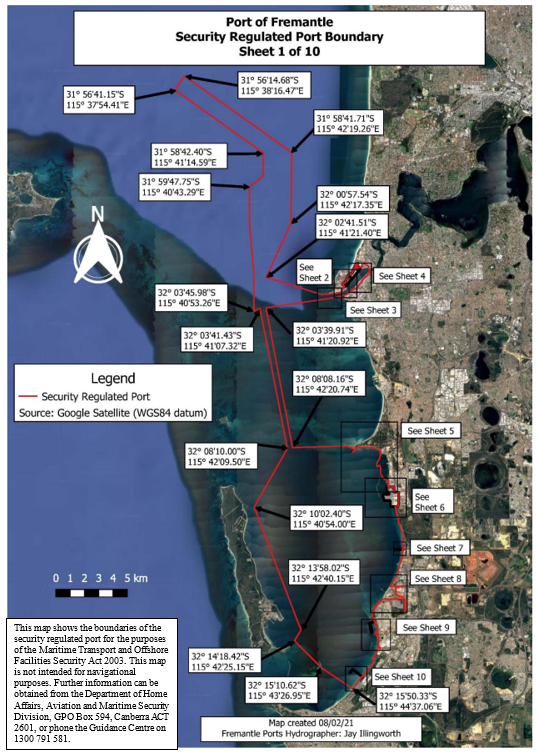 Port of Fremantle
Security Regulated Port Boundary
Sheet 1 of 10
31° 56'14.68"S
115° 38'16.47"E
31° 56'41.15"S
115° 37'54.41"E
31° 58'41.71"S
115° 42'19.26"E
31° 58'42.40"S
115° 41'14.59"E
31° 59'47.75"S
115° 40'43.29"E
32° 00'57.54"S
115° 42'17.35"E
N
32° 02'41.51"S
115° 41'21.40"E
See
Sheet 2
See Sheet 4
32° 03'45.98"S
115° 40'53.26"E
See Sheet 3
32° 03'41.43"S
115° 41'07.32"E
32° 03'39.91"S
115° 41'20.92"E
Legend
Security Regulated Port
Source: Google Satellite (WGS84 datum)
32° 08'08.16"S
115° 42'20.74"E
See Sheet 5
32° 08'10.00"S
115° 42'09.50"E
See
Sheet
6
32° 10'02.40"S
115° 40'54.00"E
See Sheet 7
32° 13'58.02"S
115° 42'40.15"E
See Sheet 8
0 1 2 3 4 5 km
See Sheet 9
This map shows the boundaries of the
security regulated port for the purposes
of the Maritime Transport and Offshore
Facilities Security Act 2003. This map
is not intended for navigational
purposes. Further information can be
obtained from the Department of Home
Affairs, Aviation and Maritime Security
Division, GPO Box 594, Canberra ACT
2601, or phone the Guidance Centre on
1300 791 581.
32° 14'18.42"S
115° 42'25.15"E
See Sheet 10
32° 15'10.62"S
115° 43'26.95"E
32° 15'50.33"S
115° 44'37.06"E
Map created 08/02/21
Fremantle Ports Hydrographer: Jay Illingworth